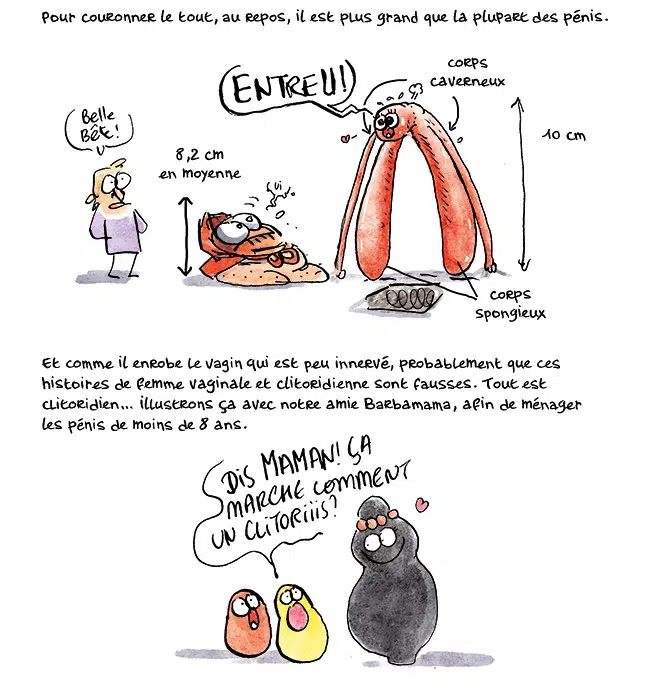 Pour couronner le tout, au repos, il est plus grand que la plupart des pénis.
Belle
Bête!
8,2 cm
en moyenne
ui
ENTREU!
corps
caverneux
10 cm
corps
spongieux
Et comme il enrobe le vagin qui est peu innervé, probablement que ces
histoires de femme vaginale et clitoridienne sont fausses. Tout est
clitoridien... illustrons ça avec notre amie Barbamama, afin de ménager
les pénis de moins de 8 ans.
DIS MAMAN! ÇA
MARCHE COMMENT
UN CLITORIIIS?